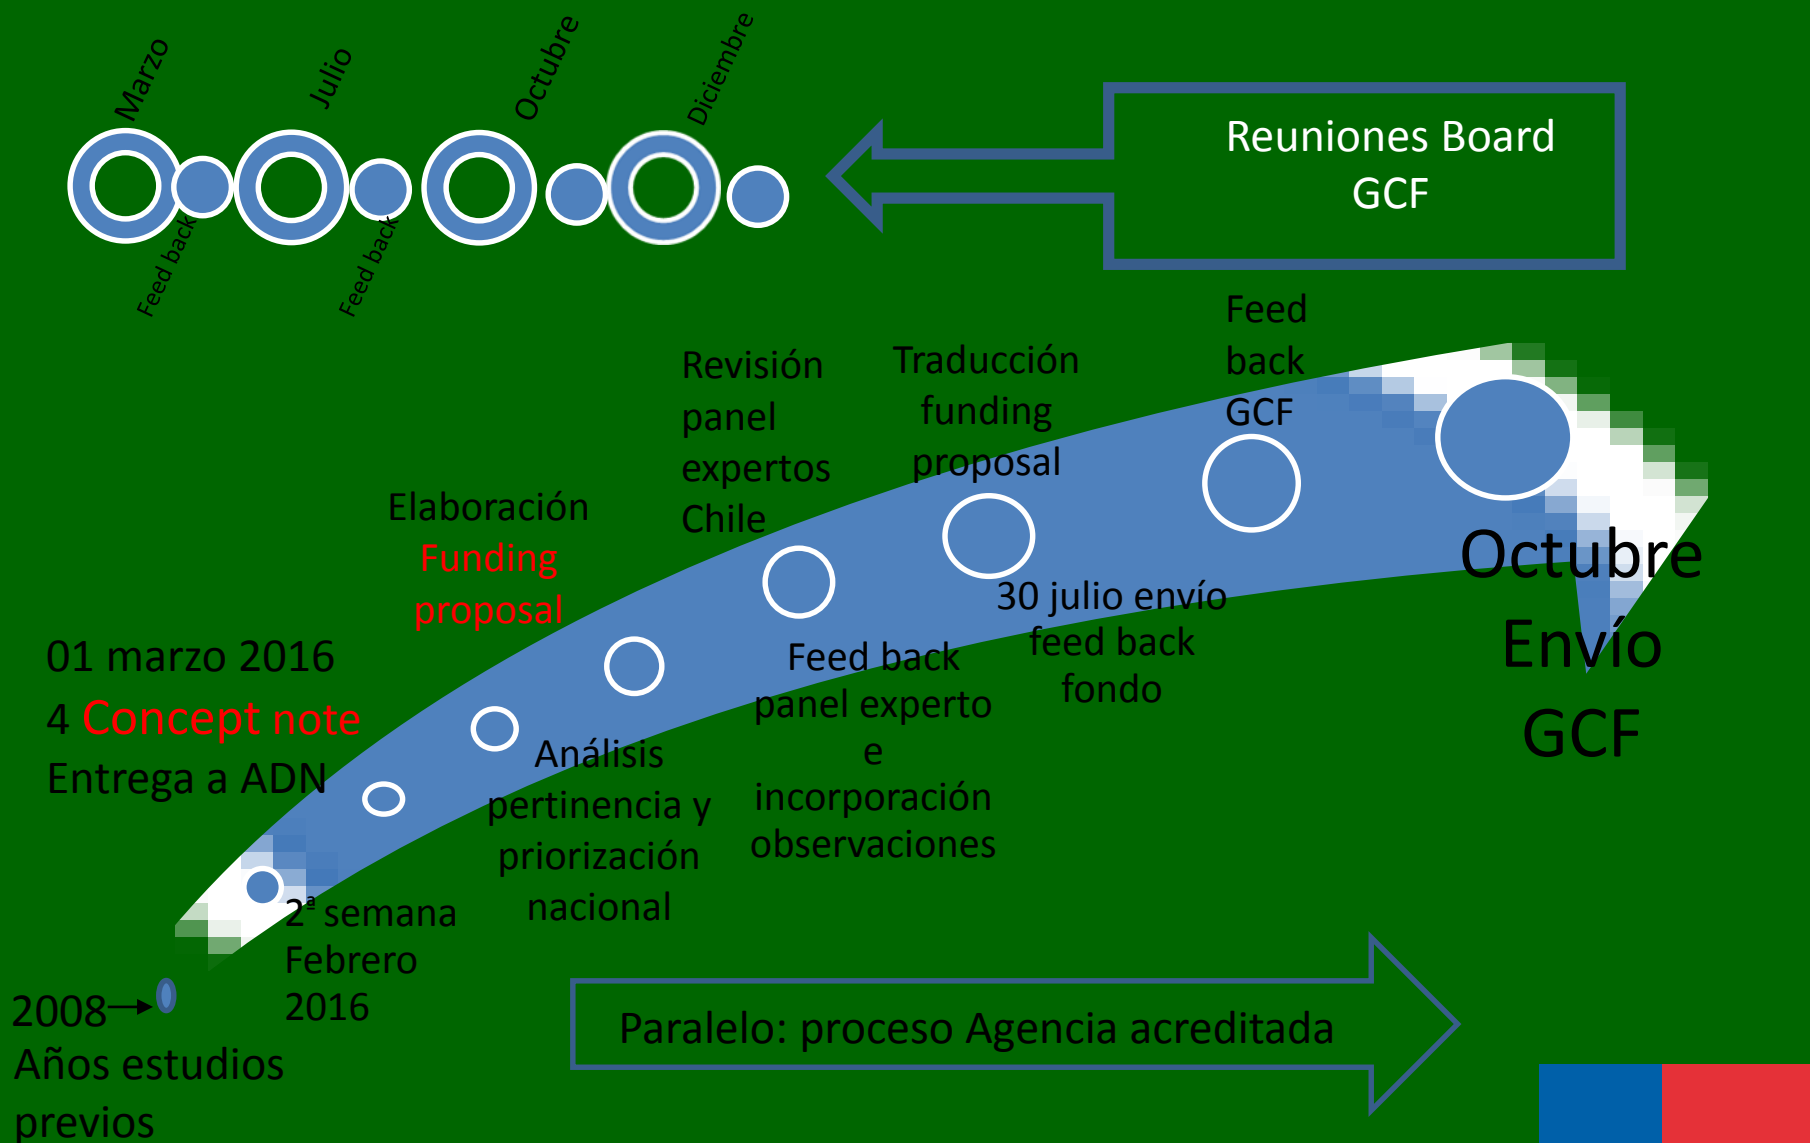 Marzo
Julio
Octubre
Diciembre
Feed back
Feed back
Reuniones Board
GCF
Feed
back
GCF
Traducción
funding
proposal
Revisión
panel
expertos
Chile
Elaboración
Funding
proposal
01 marzo 2016
4 Concept note
Entrega a ADN
Octubre
Envío
GCF
30 julio envío
feed back
fondo
Feed back
panel experto
e
incorporación
observaciones
Análisis
pertinencia y
priorización
nacional
2ª semana
Febrero
2016
2008
Años estudios
previos
Paralelo: proceso Agencia acreditada